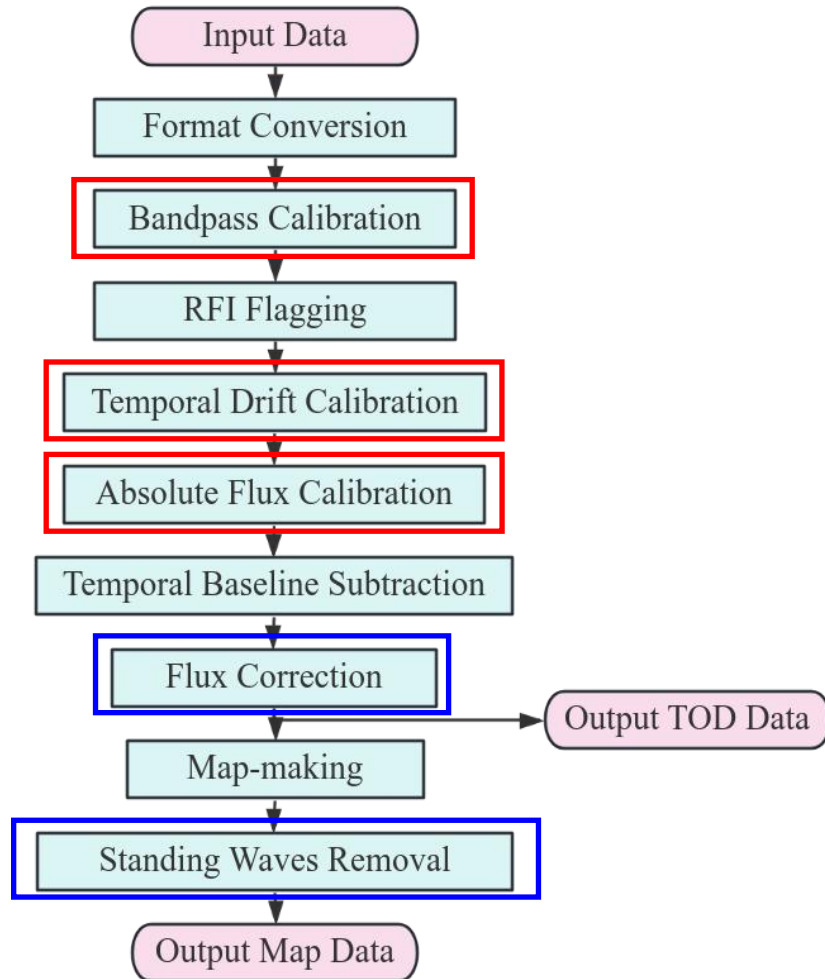 Input Data
Format Conversion
Bandpass Calibration
RFI Flagging
Temporal Drift Calibration
Absolute Flux Calibration
Temporal Baseline Subtraction
Flux Correction
Output TOD Data
Map-making
Standing Waves Removal
Output Map Data